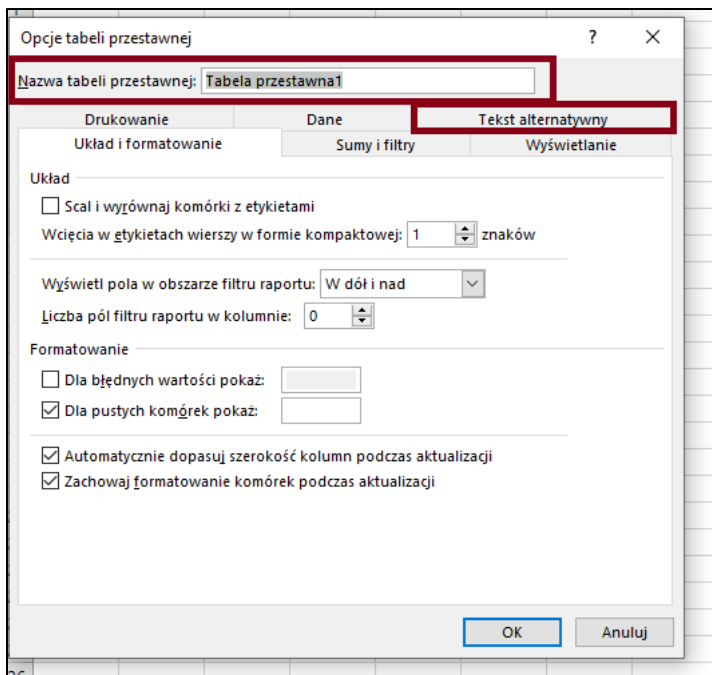 Opcje tabeli przestawnej ? ×
Nazwa tabeli przestawnej: Tabela przestawna1
Drukowanie Dane Tekst alternatywny
Układ i formatowanie Sumy i filtry Wyświetlanie
Układ
Scal i wyrównaj komórki z etykietami
Wcięcia w etykietach wierszy w formie kompaktowej: 1 znaków
Wyświetl pola w obszarze filtru raportu: W dół i nad
Liczba pól filtru raportu w kolumnie: 0
Formatowanie
Dla błędnych wartości pokaż:
Dla pustych komórek pokaż:
Automatycznie dopasuj szerokość kolumn podczas aktualizacji
Zachowaj formatowanie komórek podczas aktualizacji
OK Anuluj